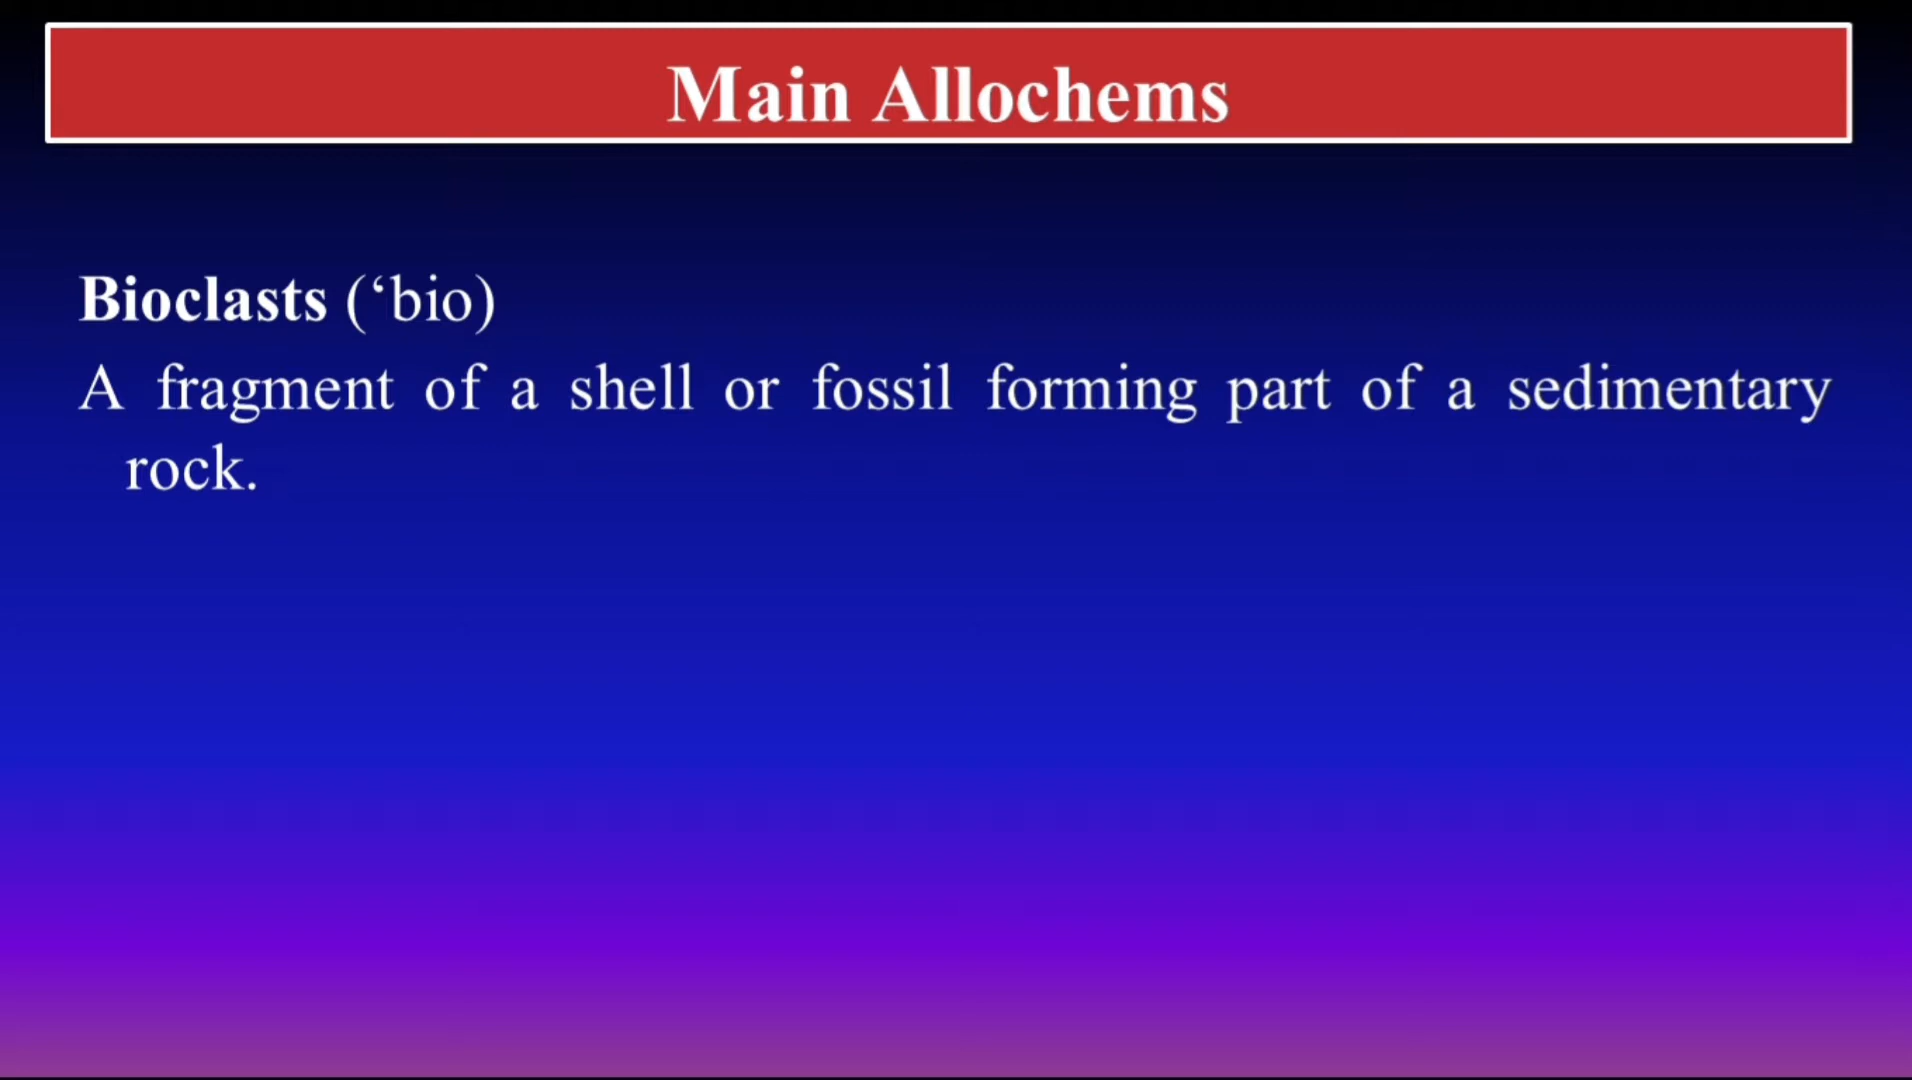 Main Allochems
Bioclasts (‘bio)
A fragment of a shell or fossil forming part of a sedimentary
rock.